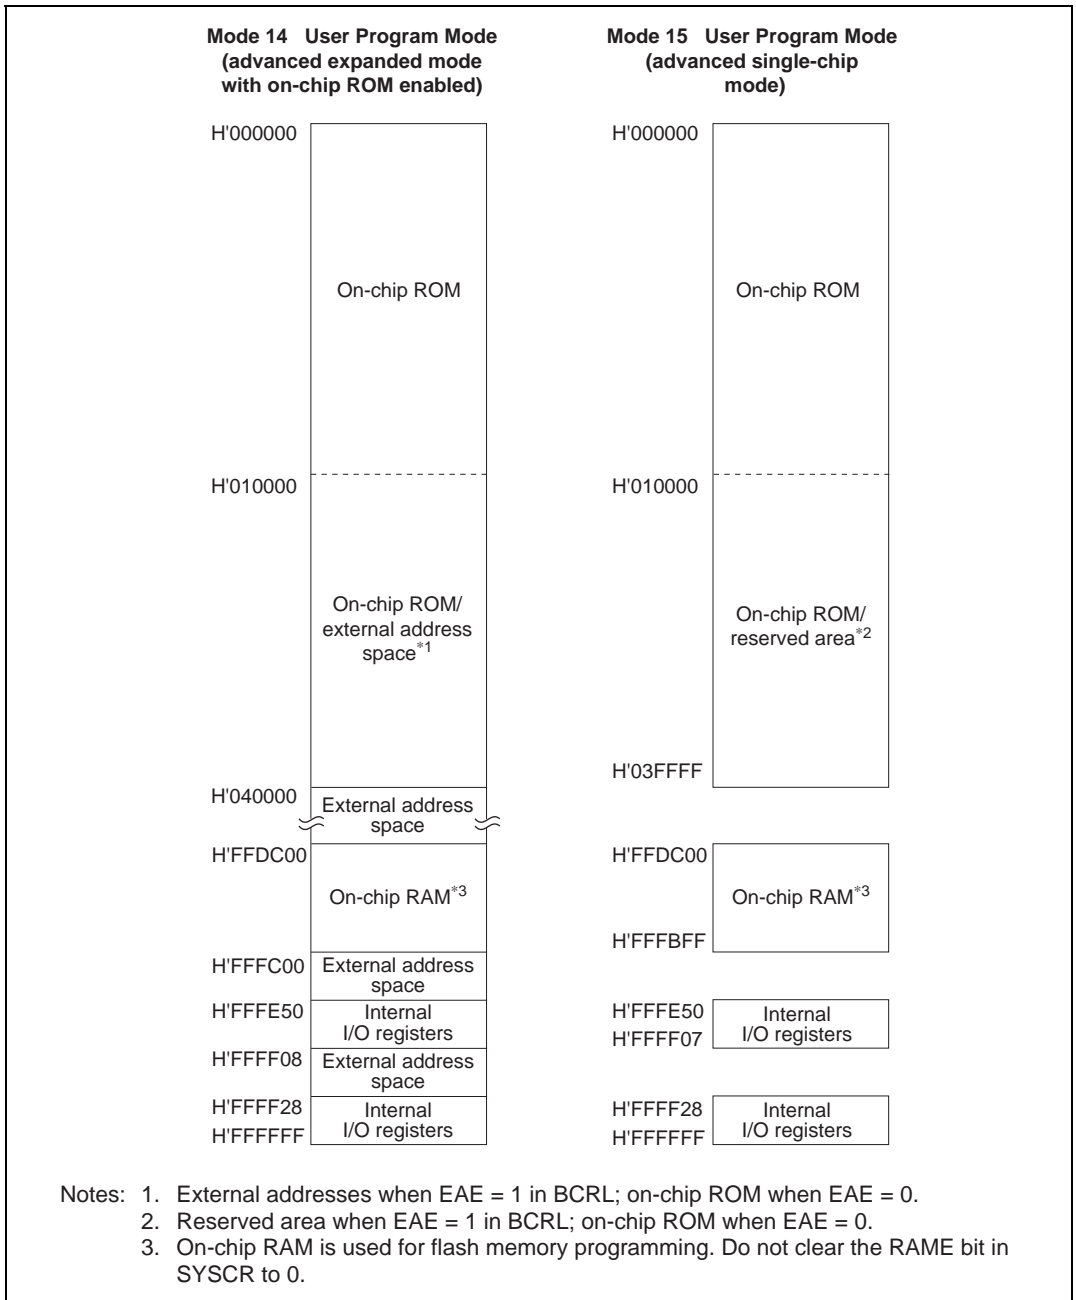 Mode 14   User Program Mode
(advanced expanded mode
with on-chip ROM enabled)
H'000000
On-chip ROM
H'010000
On-chip ROM/
external address
space*1
H'040000
External address
space
H'FFDC00
On-chip RAM*3
H'FFFC00
External address
space
H'FFFE50
Internal
I/O registers
H'FFFF08
External address
space
H'FFFF28
Internal
I/O registers
H'FFFFFF
Mode 15   User Program Mode
(advanced single-chip
mode)
H'000000
On-chip ROM
H'010000
On-chip ROM/
reserved area*2
H'03FFFF
H'FFDC00
On-chip RAM*3
H'FFFBFF
H'FFFE50
Internal
I/O registers
H'FFFF07
H'FFFF28
Internal
I/O registers
H'FFFFFF
Notes: 1. External addresses when EAE = 1 in BCRL; on-chip ROM when EAE = 0.
2. Reserved area when EAE = 1 in BCRL; on-chip ROM when EAE = 0.
3. On-chip RAM is used for flash memory programming. Do not clear the RAME bit in
SYSCR to 0.